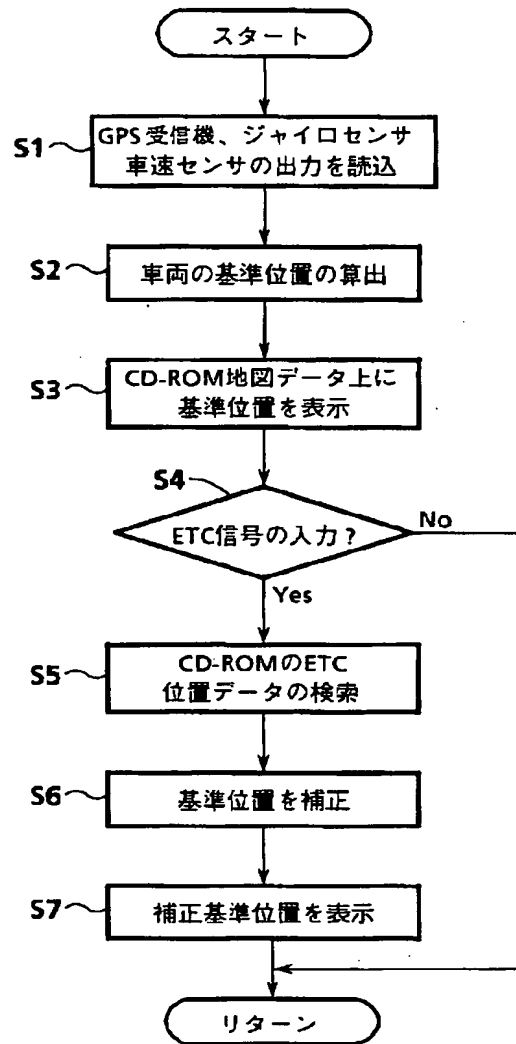 スタート
S1
GPS受信機、ジャイロセンサ
車速センサの出力を読込
S2
車両の基準位置の算出
S3
CD-ROM地図データ上に
基準位置を表示
S4
ETC信号の入力？
No
Yes
S5
CD-ROMのETC
位置データの検索
S6
基準位置を補正
S7
補正基準位置を表示
リターン